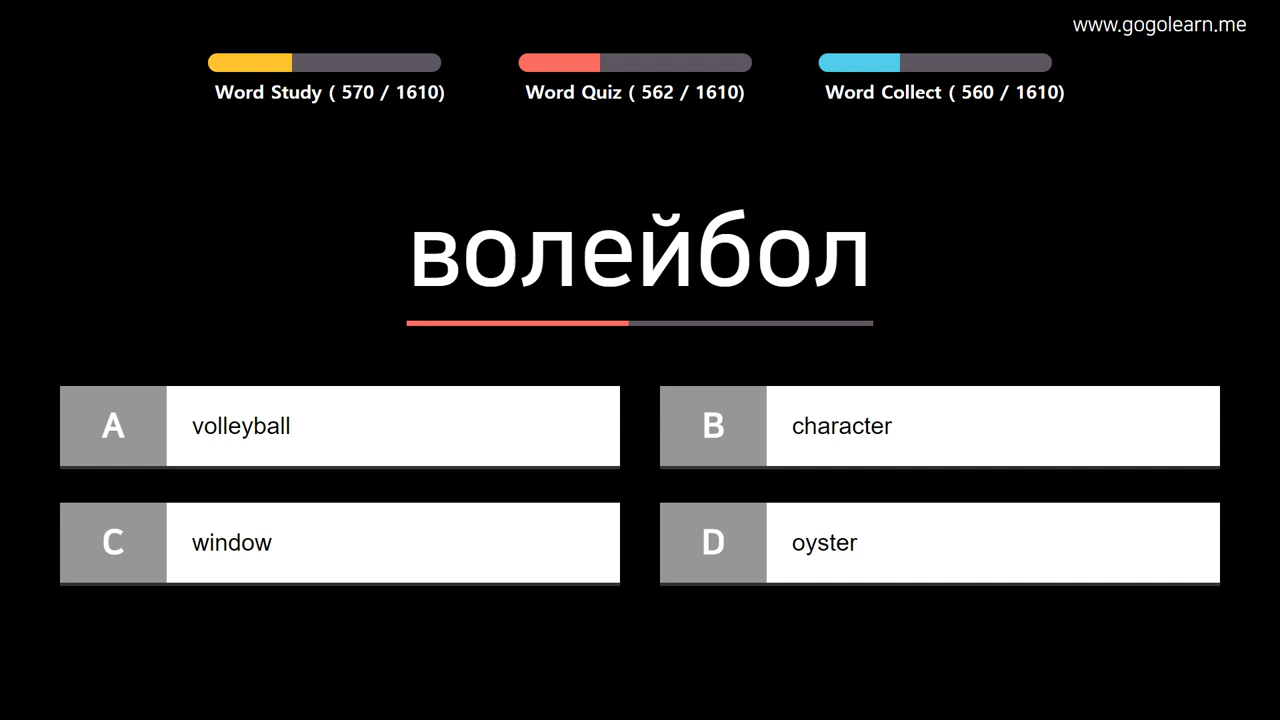 www.gogolearn.me
Word Study ( 570 / 1610)
Word Quiz ( 562 / 1610)
Word Collect ( 560 / 1610)
волейбол
A volleyball
B character
C window
D oyster